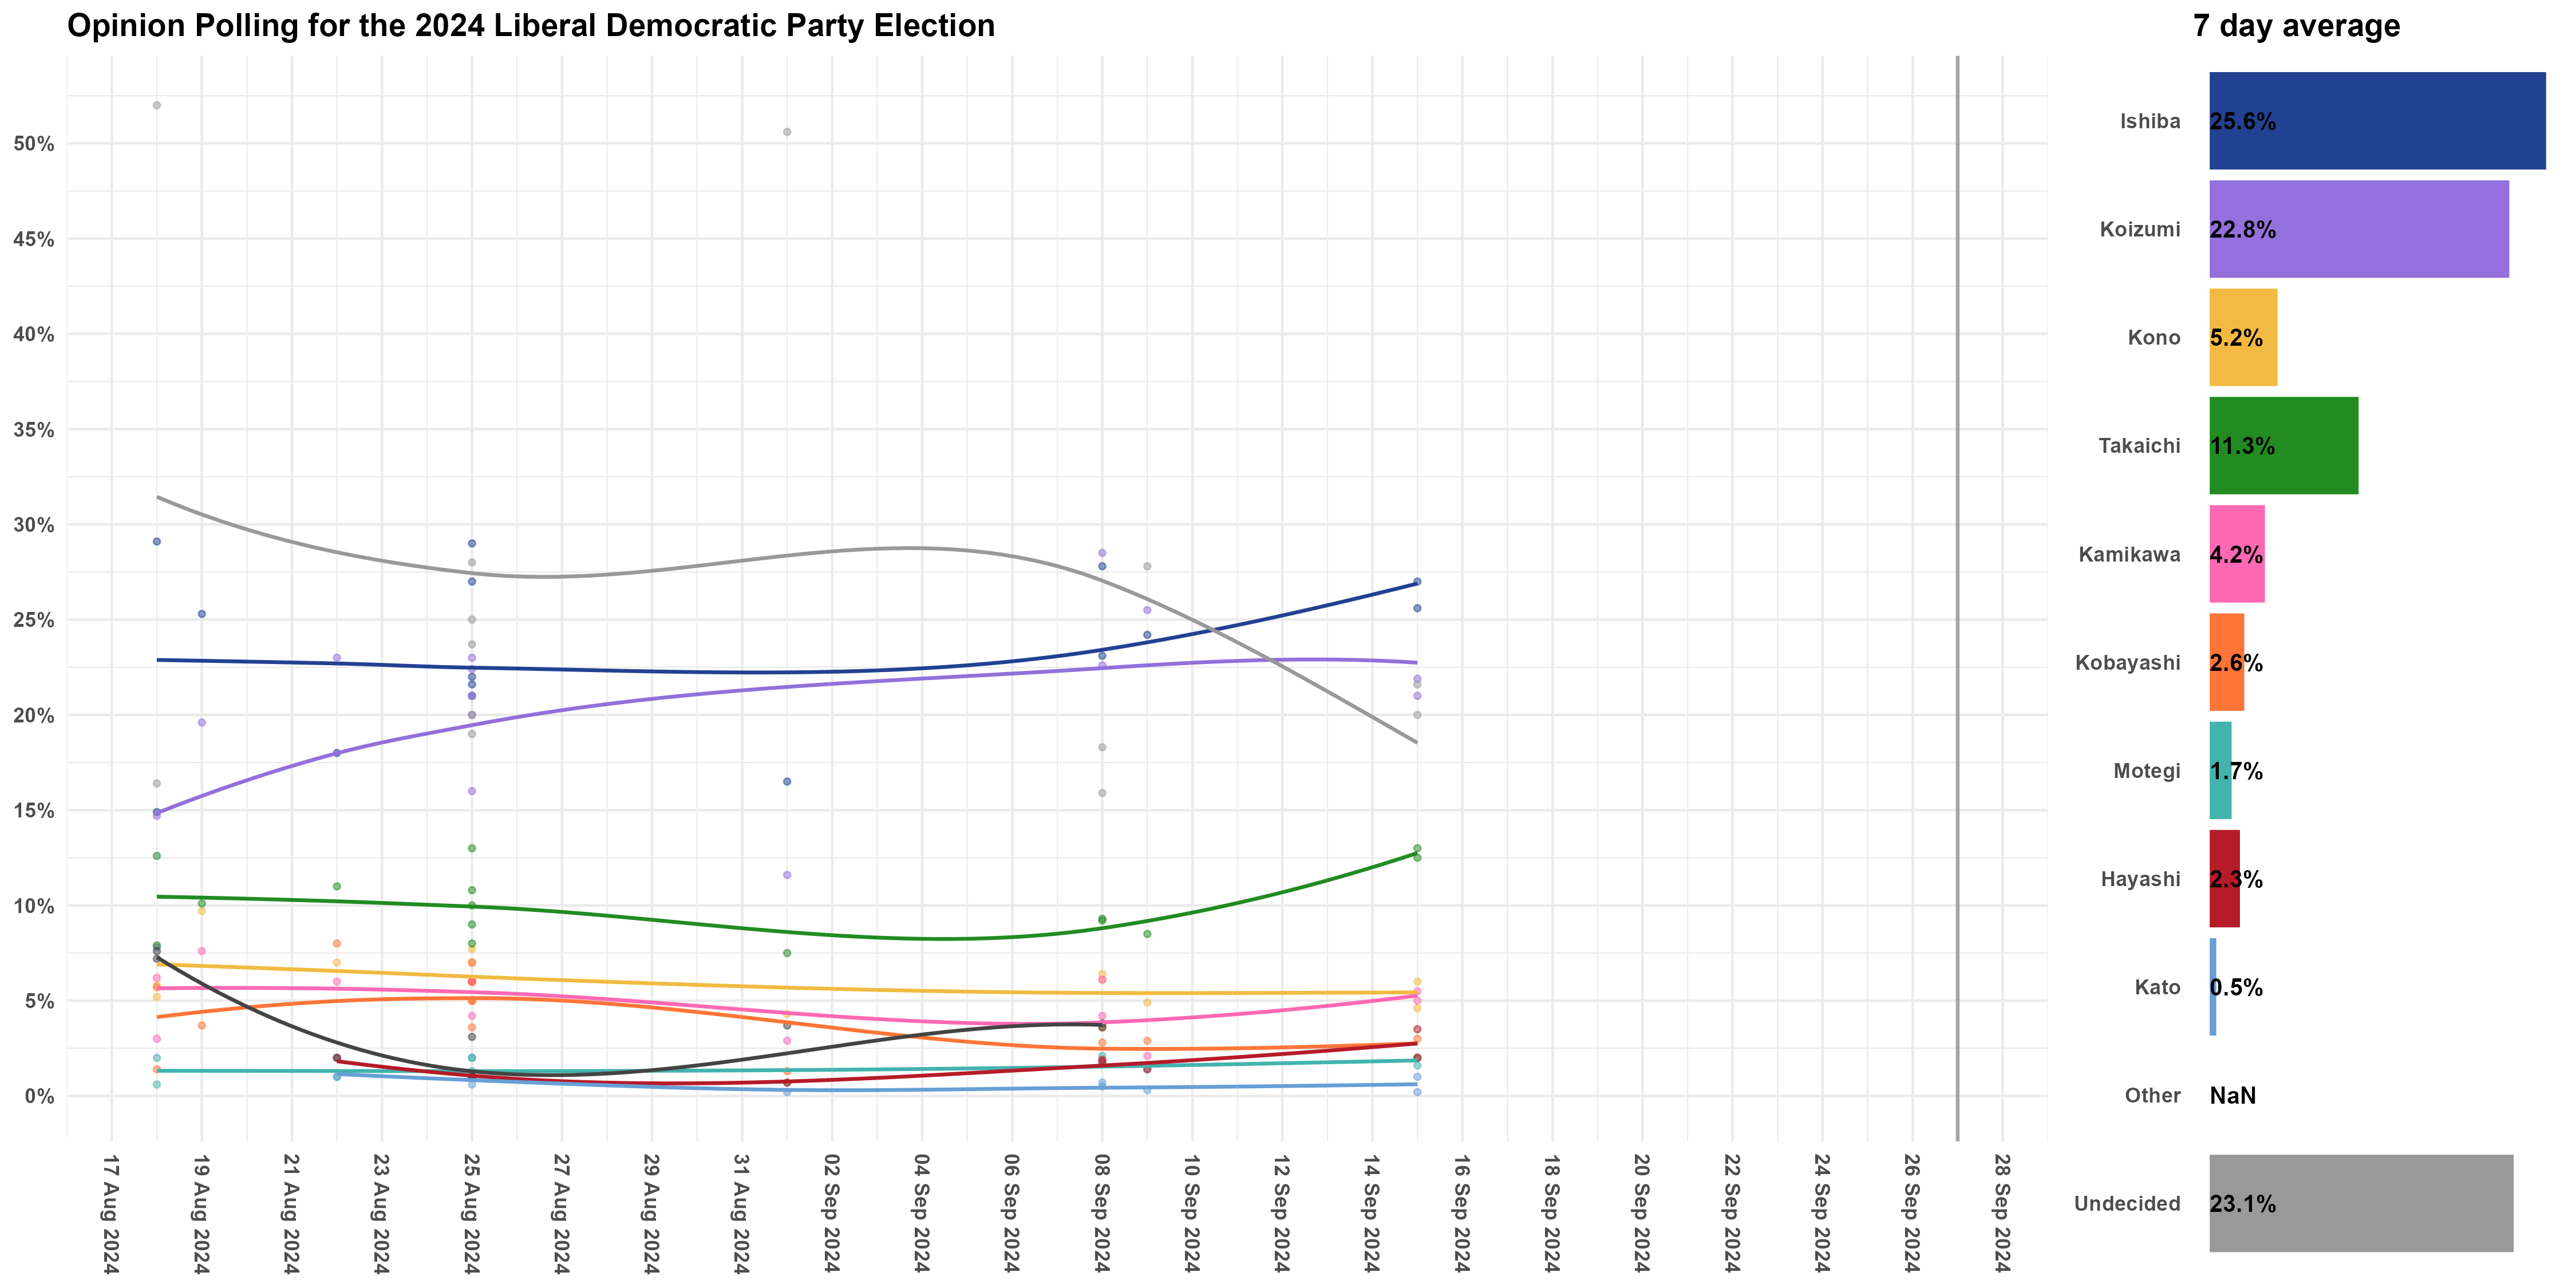 Opinion Polling for the 2024 Liberal Democratic Party Election
50%
45%
40%
35%
30%
25%
20%
15%
10%
5%
0%
17 Aug 2024
19 Aug 2024
21 Aug 2024
23 Aug 2024
25 Aug 2024
27 Aug 2024
29 Aug 2024
31 Aug 2024
02 Sep 2024
04 Sep 2024
06 Sep 2024
08 Sep 2024
10 Sep 2024
12 Sep 2024
14 Sep 2024
16 Sep 2024
18 Sep 2024
20 Sep 2024
22 Sep 2024
24 Sep 2024
26 Sep 2024
28 Sep 2024
7 day average
Ishiba 25.6%
Koizumi 22.8%
Kono 5.2%
Takaichi 11.3%
Kamikawa 4.2%
Kobayashi 2.6%
Motegi 1.7%
Hayashi 2.3%
Kato 0.5%
Other NaN
Undecided 23.1%